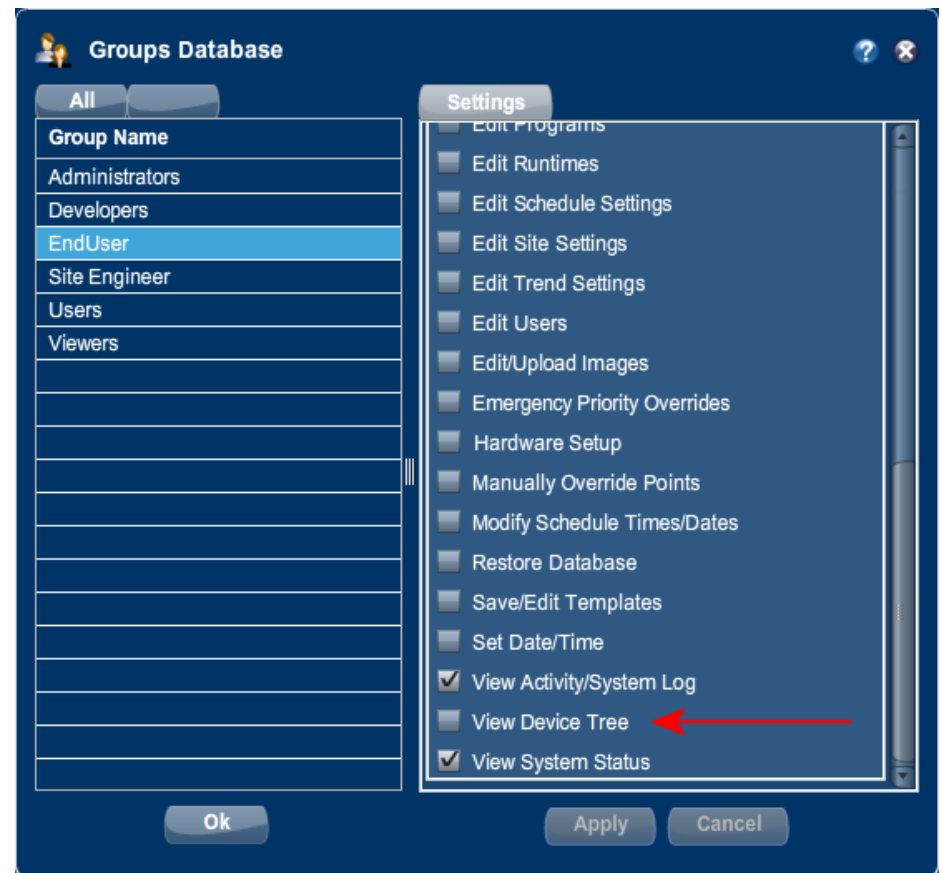 Groups Database
?
All
Settings
Group Name
Administrators
Developers
EndUser
Site Engineer
Users
Viewers
Edit Programs
Edit Runtimes
Edit Schedule Settings
Edit Site Settings
Edit Trend Settings
Edit Users
Edit/Upload Images
Emergency Priority Overrides
Hardware Setup
Manually Override Points
Modify Schedule Times/Dates
Restore Database
Save/Edit Templates
Set Date/Time
View Activity/System Log
View Device Tree
View System Status
Ok
Apply
Cancel